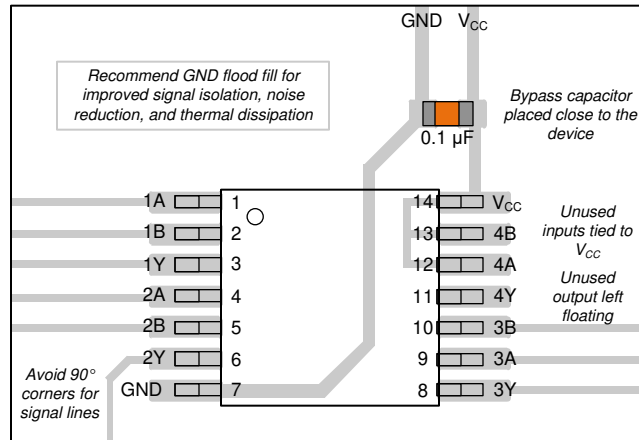 GND VCC
Recommend GND flood fill for
improved signal isolation, noise
reduction, and thermal dissipation
Bypass capacitor
placed close to the
device
0.1 µF
1A 1 14 VCC
1B 2 13 4B
1Y 3 12 4A
2A 4 11 4Y
2B 5 10 3B
2Y 6 9 3A
GND 7 8 3Y
Unused
inputs tied to
VCC
Unused
output left
floating
Avoid 90°
corners for
signal lines